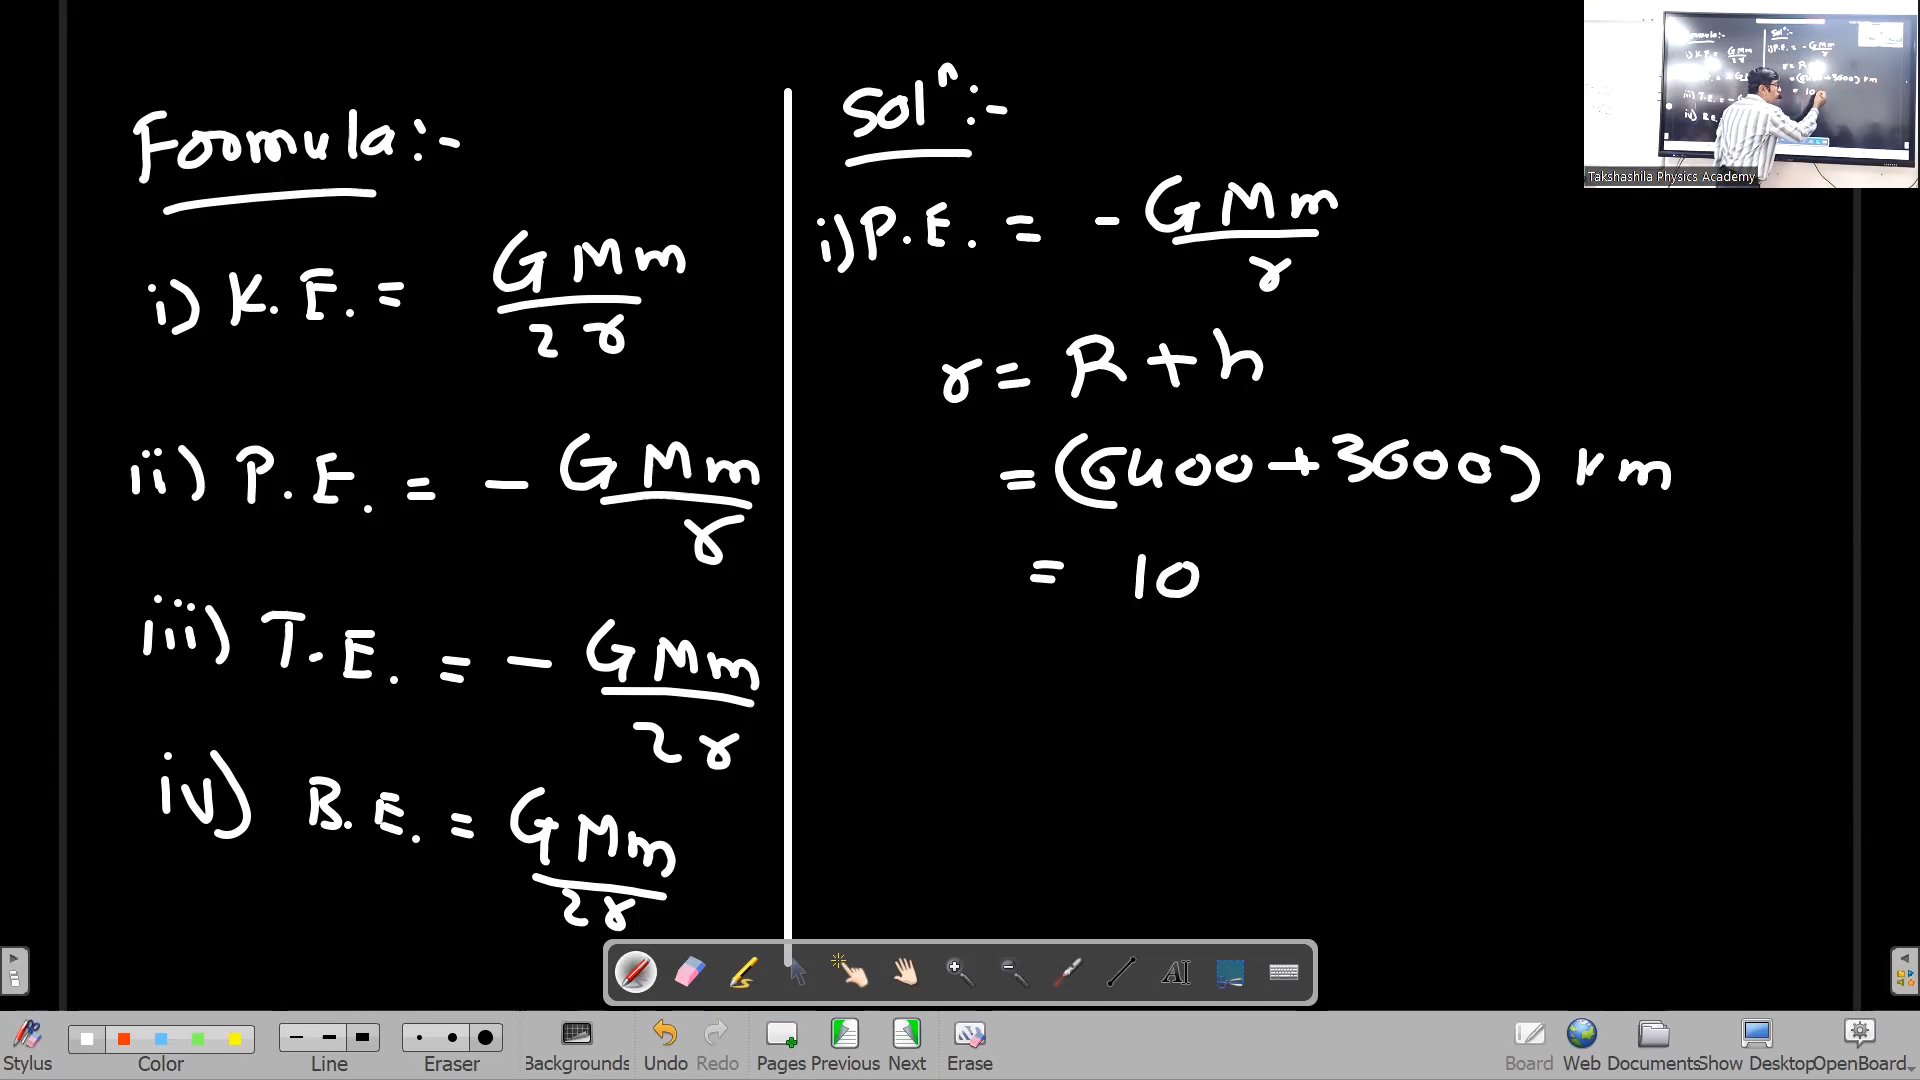 Formula:-
i) K.E. = GMm
2r
ii) P.E. = - GMm
r
iii) T.E. = - GMm
2r
iv) B.E. = GMm
2r
Solⁿ:-
i) P.E. = - GMm
r
r = R + h
= (6400 + 3600) km
= 10
Takshashila Physics Academy
Stylus
Color
Line
Eraser
Backgrounds
Undo
Redo
Pages
Previous
Next
Erase
Board
Web
Documents
Show Desktop
OpenBoard